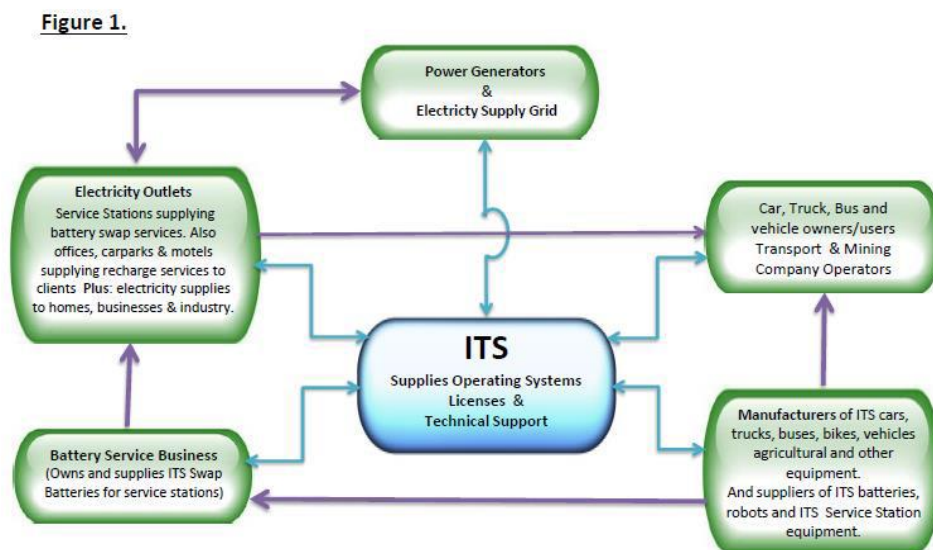 Figure 1.
Power Generators
&
Electricty Supply Grid
Electricity Outlets
Service Stations supplying
battery swap services. Also
offices, carparks & motels
supplying recharge services to
clients Plus: electricity supplies
to homes, businesses & industry.
Car, Truck, Bus and
vehicle owners/users
Transport & Mining
Company Operators
ITS
Supplies Operating Systems
Licenses &
Technical Support
Battery Service Business
(Owns and supplies ITS Swap
Batteries for service stations)
Manufacturers of ITS cars,
trucks, buses, bikes, vehicles
agricultural and other
equipment.
And suppliers of ITS batteries,
robots and ITS Service Station
equipment.